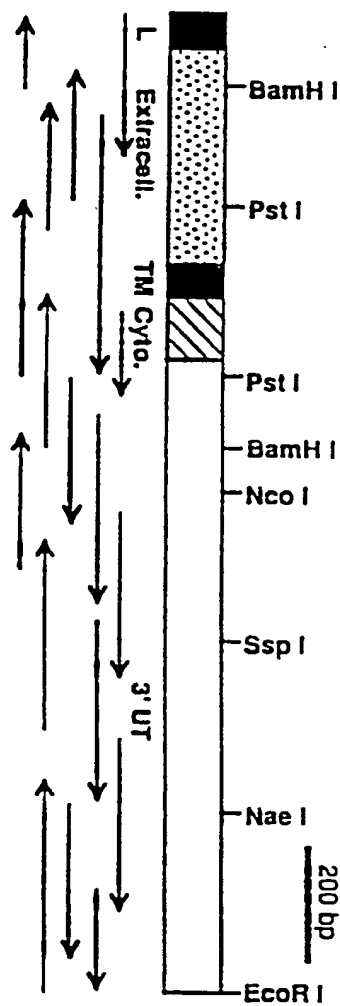 L Extracell. TM Cyto. 3' UT
BamH I
Pst I
Pst I
BamH I
Nco I
Ssp I
Nae I
200 bp
EcoR I